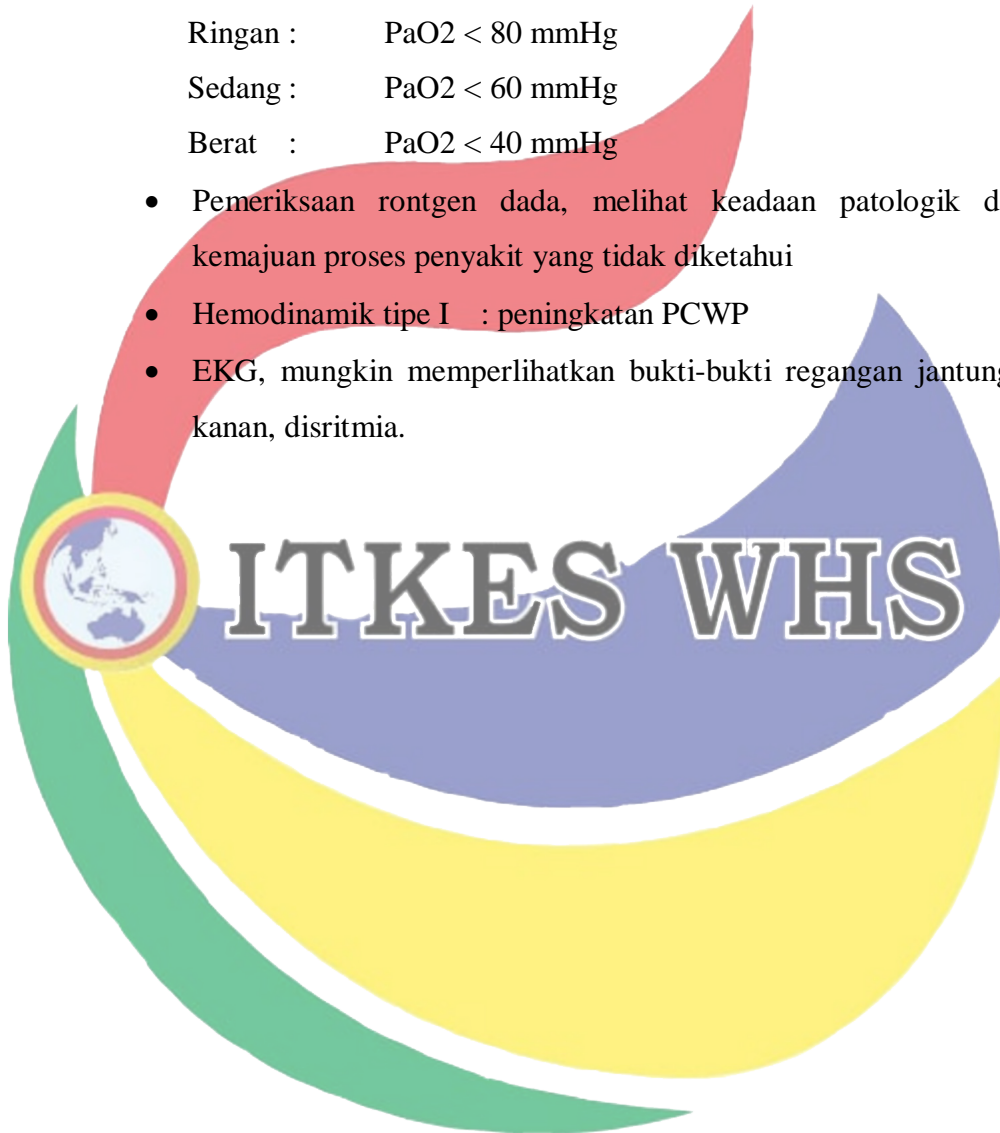 Ringan : PaO2 < 80 mmHg
Sedang : PaO2 < 60 mmHg
Berat : PaO2 < 40 mmHg
• Pemeriksaan rontgen dada, melihat keadaan patologik d
kemajuan proses penyakit yang tidak diketahui
• Hemodinamik tipe I : peningkatan PCWP
• EKG, mungkin memperlihatkan bukti-bukti regangan jantung
kanan, disritmia.
ITKES WHS